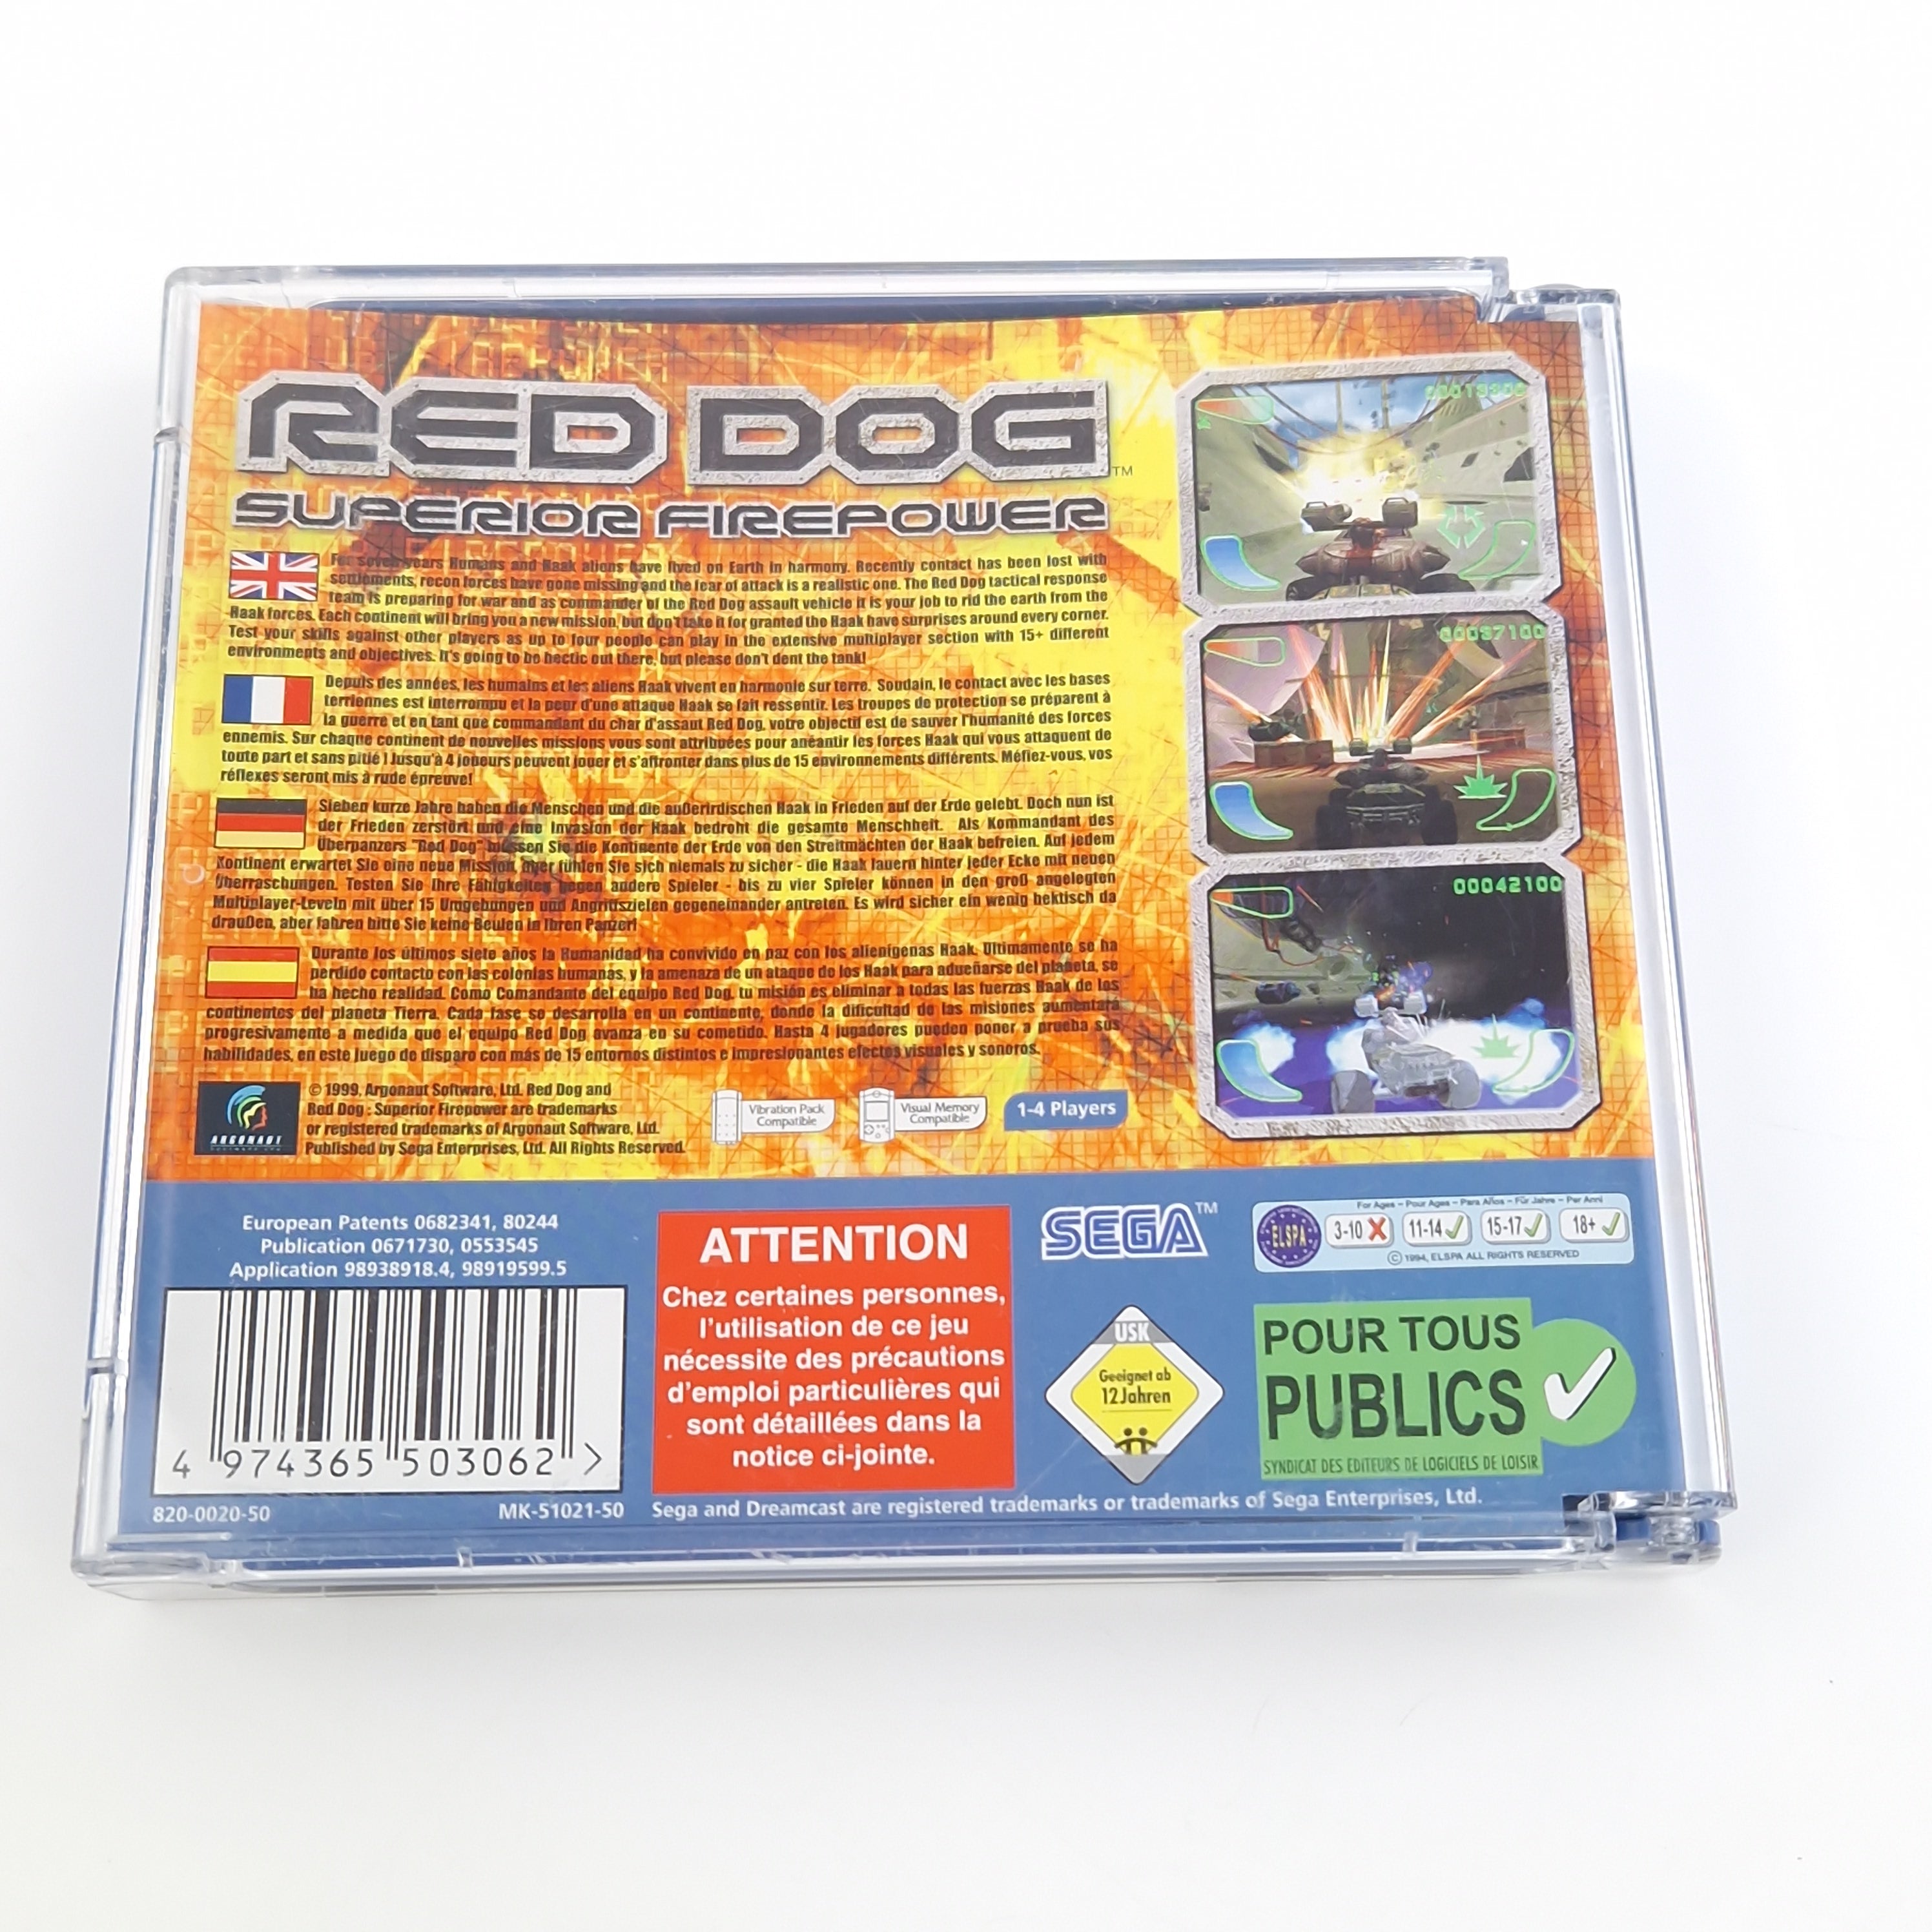 RED DOG™
SUPERIOR FIREPOWER
For seven years Humans and Haak aliens have lived on Earth in harmony. Recently contact has been lost with
settlements, recon forces have gone missing and the fear of attack is a realistic one. The Red Dog tactical response
team is preparing for war and as commander of the Red Dog assault vehicle it is your job to rid the earth from the
Haak forces. Each continent will bring you a new mission, but don't take it for granted the Haak have surprises around every corner.
Test your skills against other players as up to four people can play in the extensive multiplayer section with 15+ different
environments and objectives. It's going to be hectic out there, but please don't dent the tank!
Depuis des années, les humains et les aliens Haak vivent en harmonie sur terre. Soudain, le contact avec les bases
terriennes est interrompu et la peur d'une attaque Haak se fait ressentir. Les troupes de protection se préparent à
la guerre et en tant que commandant du char d'assaut Red Dog, votre objectif est de sauver l'humanité des forces
ennemis. Sur chaque continent de nouvelles missions vous sont attribuées pour anéantir les forces Haak qui vous attaquent de
toute part et sans pitié ! Jusqu'à 4 joueurs peuvent jouer et s'affronter dans plus de 15 environnements différents. Méfiez-vous, vos
réflexes seront mis à rude épreuve!
Sieben kurze Jahre haben die Menschen und die außerirdischen Haak in Frieden auf der Erde gelebt. Doch nun ist
der Frieden zerstört und eine Invasion der Haak bedroht die gesamte Menschheit. Als Kommandant des
Überpanzers "Red Dog" müssen Sie die Kontinente der Erde von den Streitmächten der Haak befreien. Auf jedem
Kontinent erwartet Sie eine neue Mission, aber fühlen Sie sich niemals zu sicher - die Haak lauern hinter jeder Ecke mit neuen
Überraschungen. Testen Sie Ihre Fähigkeiten gegen andere Spieler - bis zu vier Spieler können in den groß angelegten
Multiplayer-Leveln mit über 15 Umgebungen und Angriffszielen gegeneinander antreten. Es wird sicher ein wenig hektisch da
draußen, aber fahren bitte Sie keine Beulen in Ihren Panzer!
Durante los últimos siete años la Humanidad ha convivido en paz con los alienígenas Haak. Ultimamente se ha
perdido contacto con las colonias humanas, y la amenaza de un ataque de los Haak para adueñarse del planeta, se
ha hecho realidad. Como Comandante del equipo Red Dog, tu misión es eliminar a todas las fuerzas Haak de los
continentes del planeta Tierra. Cada fase se desarrolla en un continente, donde la dificultad de las misiones aumentará
progresivamente a medida que el equipo Red Dog avanza en su cometido. Hasta 4 jugadores pueden poner a prueba sus
habilidades, en este juego de disparo con más de 15 entornos distintos e impresionantes efectos visuales y sonoros.
ARGONAUT
© 1999, Argonaut Software, Ltd. Red Dog and
Red Dog : Superior Firepower are trademarks
or registered trademarks of Argonaut Software, Ltd.
Published by Sega Enterprises, Ltd. All Rights Reserved.
Vibration Pack
Compatible
Visual Memory
Compatible
1-4 Players
00037100
00042100
European Patents 0682341, 80244
Publication 0671730, 0553545
Application 98938918.4, 98919599.5
4 974365 503062 >
820-0020-50
MK-51021-50
ATTENTION
Chez certaines personnes,
l'utilisation de ce jeu
nécessite des précautions
d'emploi particulières qui
sont détaillées dans la
notice ci-jointe.
SEGA™
For Ages – Pour Ages – Para Años – Für Jahre – Per Anni
ELSPA
3-10 11-14 15-17 18+
© 1994, ELSPA ALL RIGHTS RESERVED
USK
Geeignet ab
12 Jahren
POUR TOUS
PUBLICS
SYNDICAT DES EDITEURS DE LOGICIELS DE LOISIR
Sega and Dreamcast are registered trademarks or trademarks of Sega Enterprises, Ltd.